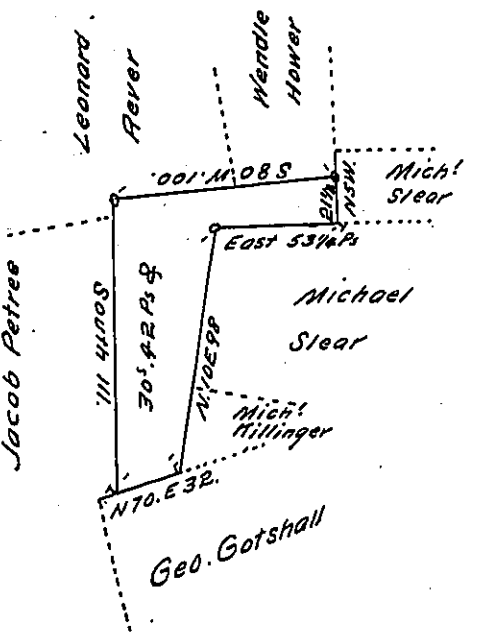 Leonard
Rever
Wendle
Hower
S 80 W. 100.
21½
N5W.
Mich!
Slear
East 53¼ Ps
Jacob Petree
South 111.
30ˢ. 42 Ps &
N. 10 E 98
Michael
Slear
Mich!
Killinger
N 70. E 32.
Geo. Gotshall